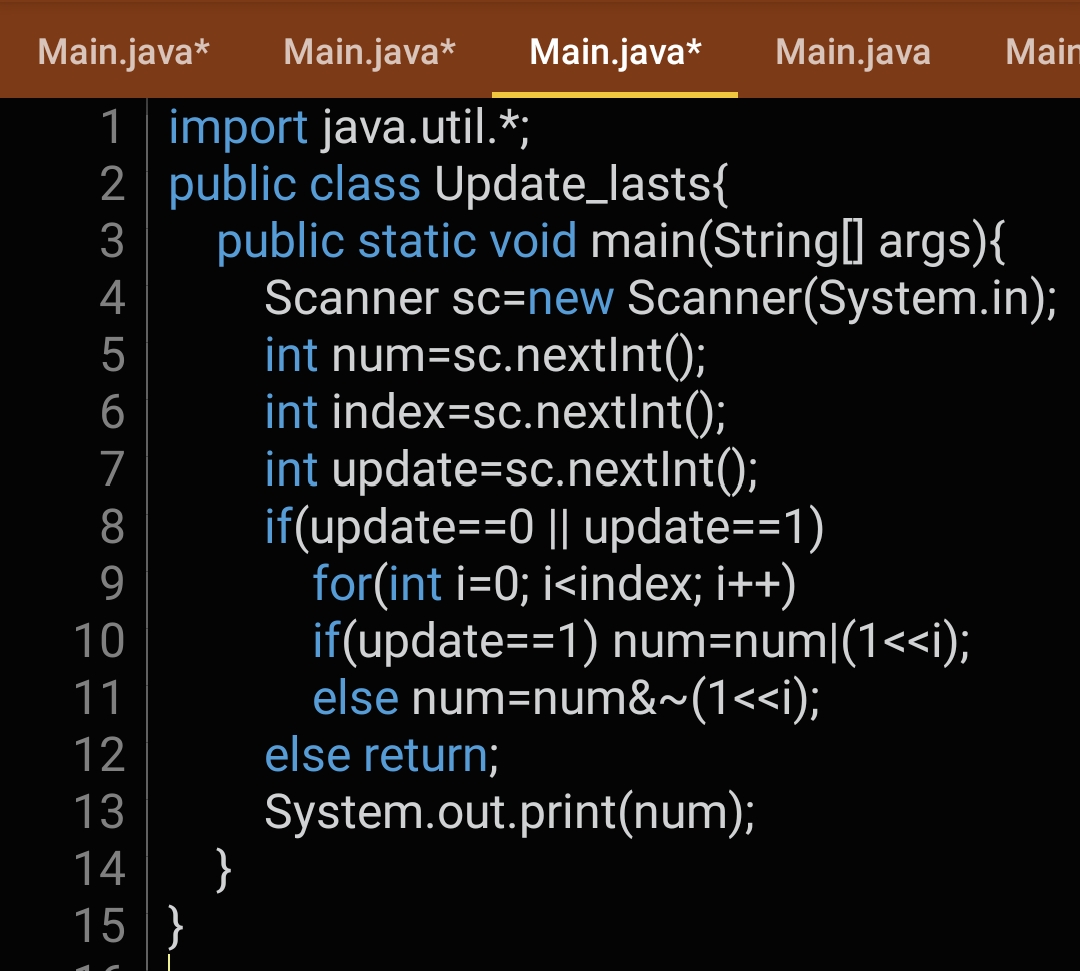 Main.java* Main.java* Main.java* Main.java Main
1 import java.util.*;
2 public class Update_lasts{
3 public static void main(String[] args){
4 Scanner sc=new Scanner(System.in);
5 int num=sc.nextInt();
6 int index=sc.nextInt();
7 int update=sc.nextInt();
8 if(update==0 || update==1)
9 for(int i=0; i<index; i++)
10 if(update==1) num=num|(1<<i);
11 else num=num&~(1<<i);
12 else return;
13 System.out.print(num);
14 }
15 }
16